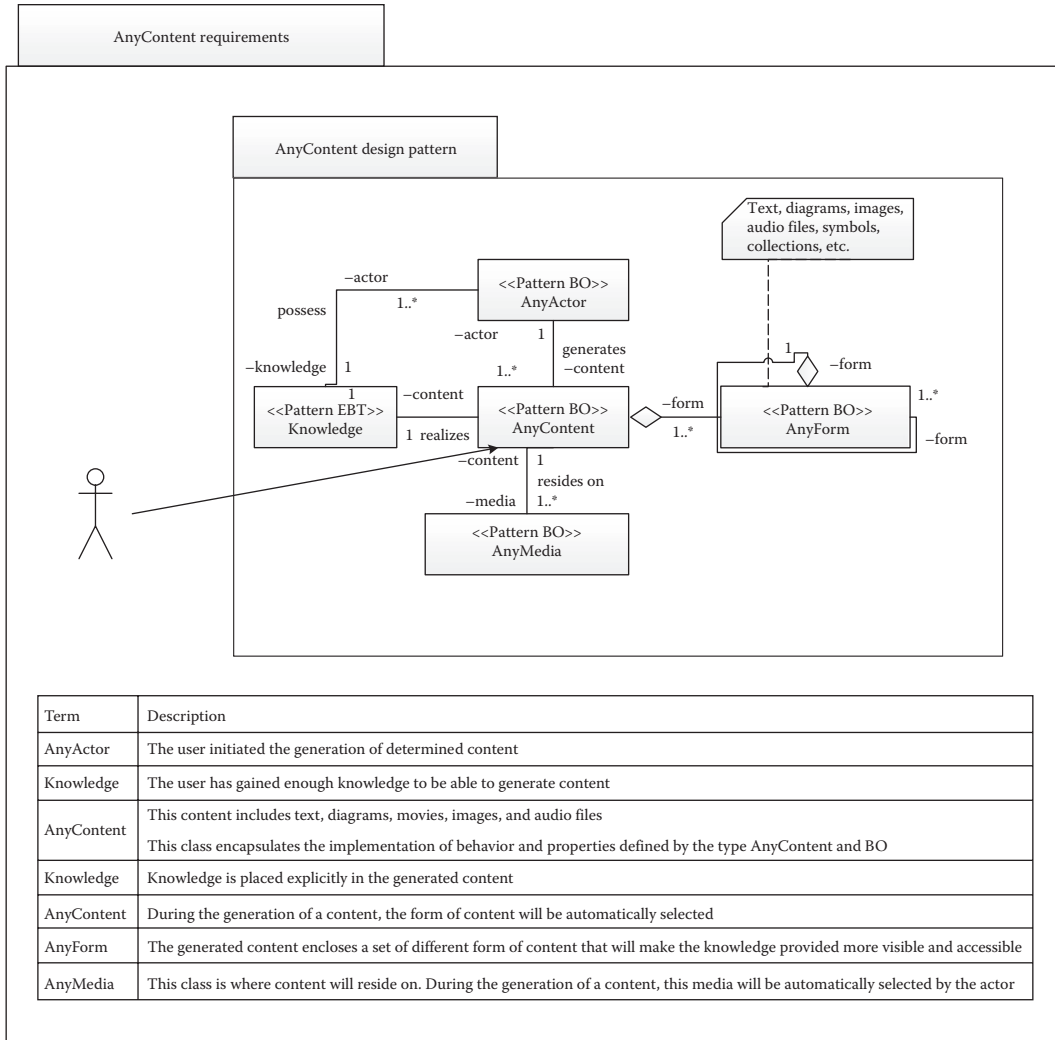 AnyContent requirements
AnyContent design pattern
Text, diagrams, images,
audio files, symbols,
collections, etc.
–actor
<<Pattern BO>>
AnyActor
1..*
possess
–actor
1
generates
–content
–knowledge
1
1..*
1
–form
<<Pattern EBT>>
Knowledge
1
–content
1 realizes
<<Pattern BO>>
AnyContent
–form
1..*
<<Pattern BO>>
AnyForm
1..*
–form
–content
1
resides on
–media
1..*
<<Pattern BO>>
AnyMedia
Term Description
AnyActor The user initiated the generation of determined content
Knowledge The user has gained enough knowledge to be able to generate content
AnyContent This content includes text, diagrams, movies, images, and audio files
This class encapsulates the implementation of behavior and properties defined by the type AnyContent and BO
Knowledge Knowledge is placed explicitly in the generated content
AnyContent During the generation of a content, the form of content will be automatically selected
AnyForm The generated content encloses a set of different form of content that will make the knowledge provided more visible and accessible
AnyMedia This class is where content will reside on. During the generation of a content, this media will be automatically selected by the actor